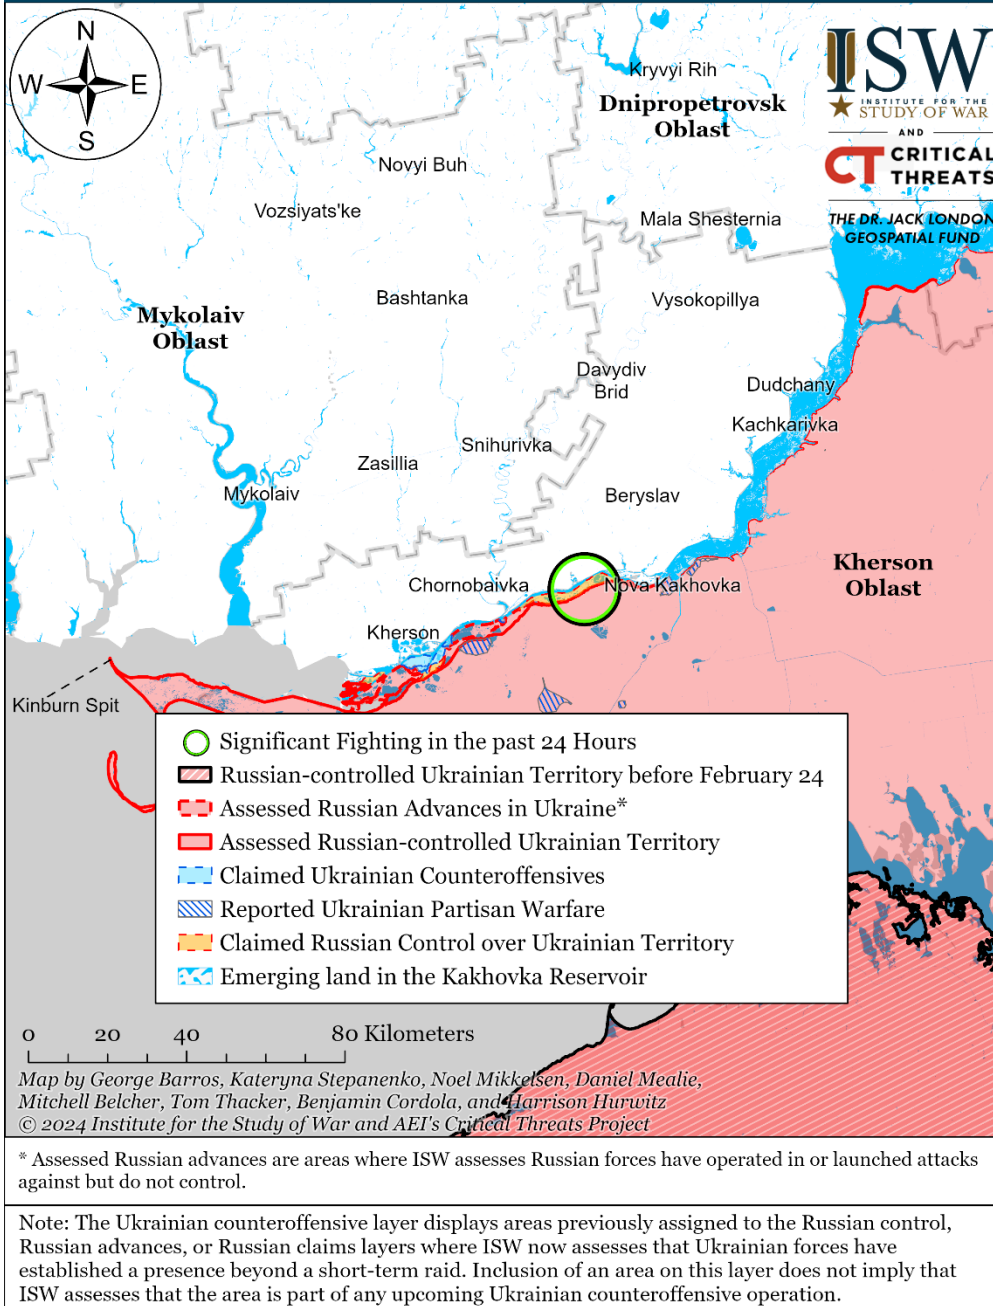 N
W
E
S
ISW
INSTITUTE FOR THE
STUDY OF WAR
AND
CT CRITICAL
THREATS
THE DR. JACK LONDON
GEOSPATIAL FUND
Kryvyi Rih
Dnipropetrovsk
Oblast
Novyi Buh
Vozsiyats'ke
Mala Shesternia
Bashtanka
Vysokopillya
Mykolaiv
Oblast
Davydiv
Brid
Dudchany
Kachkarivka
Snihurivka
Zasillia
Mykolaiv
Beryslav
Kherson
Oblast
Chornobaivka
Nova Kakhovka
Kherson
Kinburn Spit
Significant Fighting in the past 24 Hours
Russian-controlled Ukrainian Territory before February 24
Assessed Russian Advances in Ukraine*
Assessed Russian-controlled Ukrainian Territory
Claimed Ukrainian Counteroffensives
Reported Ukrainian Partisan Warfare
Claimed Russian Control over Ukrainian Territory
Emerging land in the Kakhovka Reservoir
0 20 40 80 Kilometers
Map by George Barros, Kateryna Stepanenko, Noel Mikkelsen, Daniel Mealie,
Mitchell Belcher, Tom Thacker, Benjamin Cordola, and Harrison Hurwitz
© 2024 Institute for the Study of War and AEI's Critical Threats Project
* Assessed Russian advances are areas where ISW assesses Russian forces have operated in or launched attacks
against but do not control.
Note: The Ukrainian counteroffensive layer displays areas previously assigned to the Russian control,
Russian advances, or Russian claims layers where ISW now assesses that Ukrainian forces have
established a presence beyond a short-term raid. Inclusion of an area on this layer does not imply that
ISW assesses that the area is part of any upcoming Ukrainian counteroffensive operation.